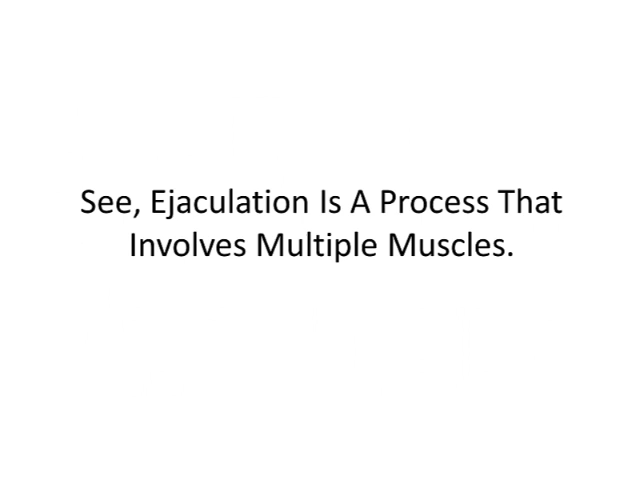 See, Ejaculation Is A Process That
Involves Multiple Muscles.